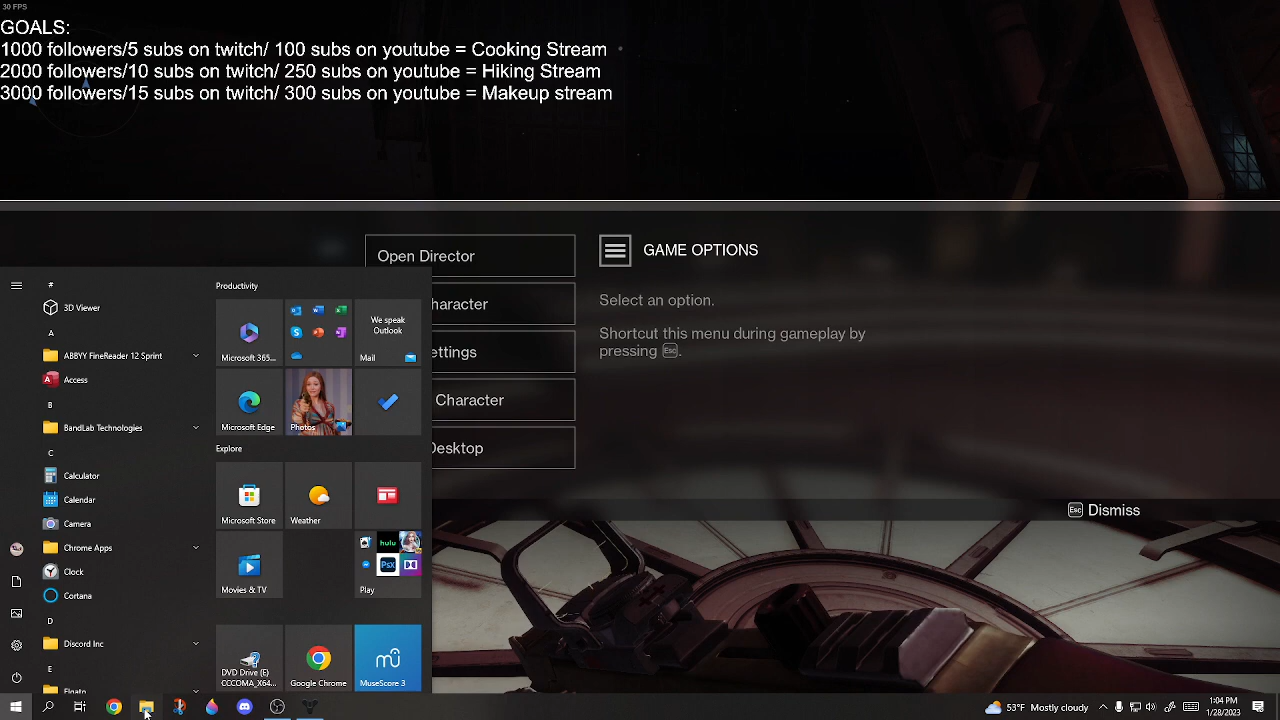 30 FPS
GOALS:
1000 followers/5 subs on twitch/ 100 subs on youtube = Cooking Stream
2000 followers/10 subs on twitch/ 250 subs on youtube = Hiking Stream
3000 followers/15 subs on twitch/ 300 subs on youtube = Makeup stream
Open Director
haracter
ettings
Character
Desktop
GAME OPTIONS
Select an option.
Shortcut this menu during gameplay by
pressing Esc.
Esc Dismiss
#
3D Viewer
A
ABBYY FineReader 12 Sprint
Access
B
BandLab Technologies
C
Calculator
Calendar
Camera
Chrome Apps
Clock
Cortana
D
Discord Inc
E
Productivity
Microsoft 365...
We speak
Outlook
Mail
Microsoft Edge
Photos
Explore
Microsoft Store
Weather
Movies & TV
hulu
Play
DVD Drive (E)
CCCOMA_X64...
Google Chrome
MuseScore 3
53°F Mostly cloudy
1:04 PM
1/28/2023